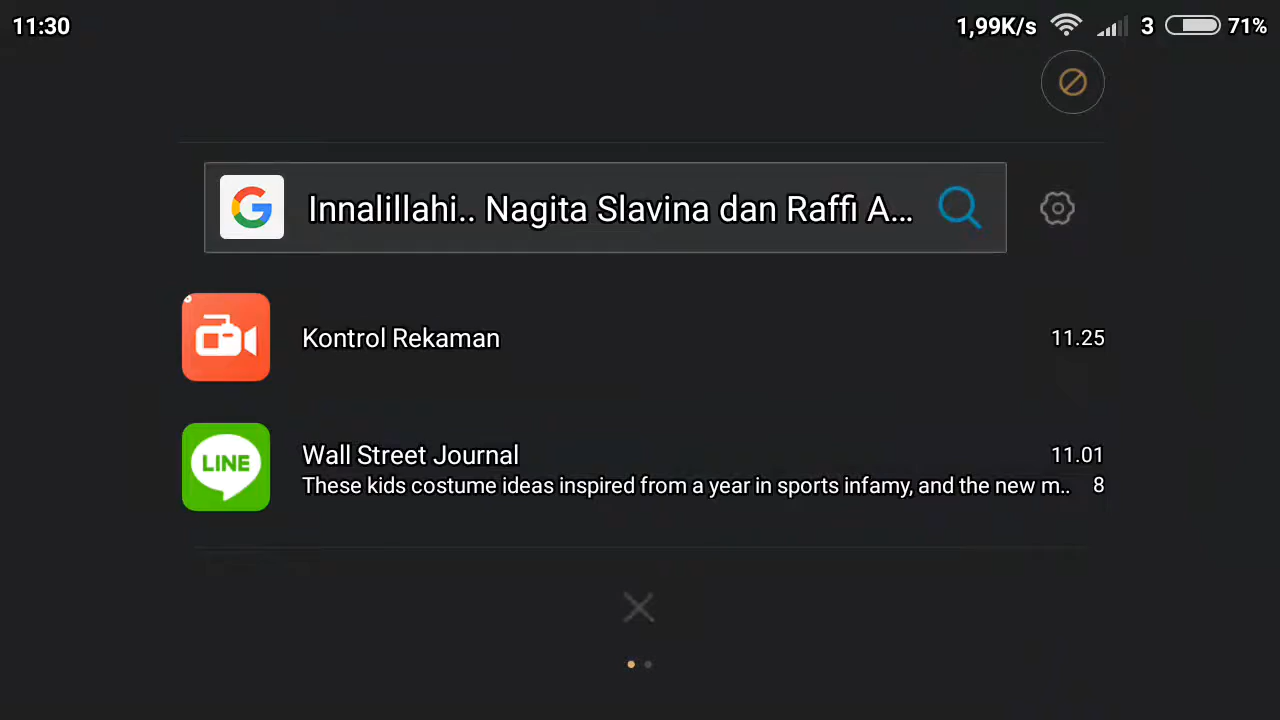 11:30
1,99K/s 3 71%
Innalillahi.. Nagita Slavina dan Raffi A...
Kontrol Rekaman 11.25
LINE
Wall Street Journal 11.01
These kids costume ideas inspired from a year in sports infamy, and the new m.. 8